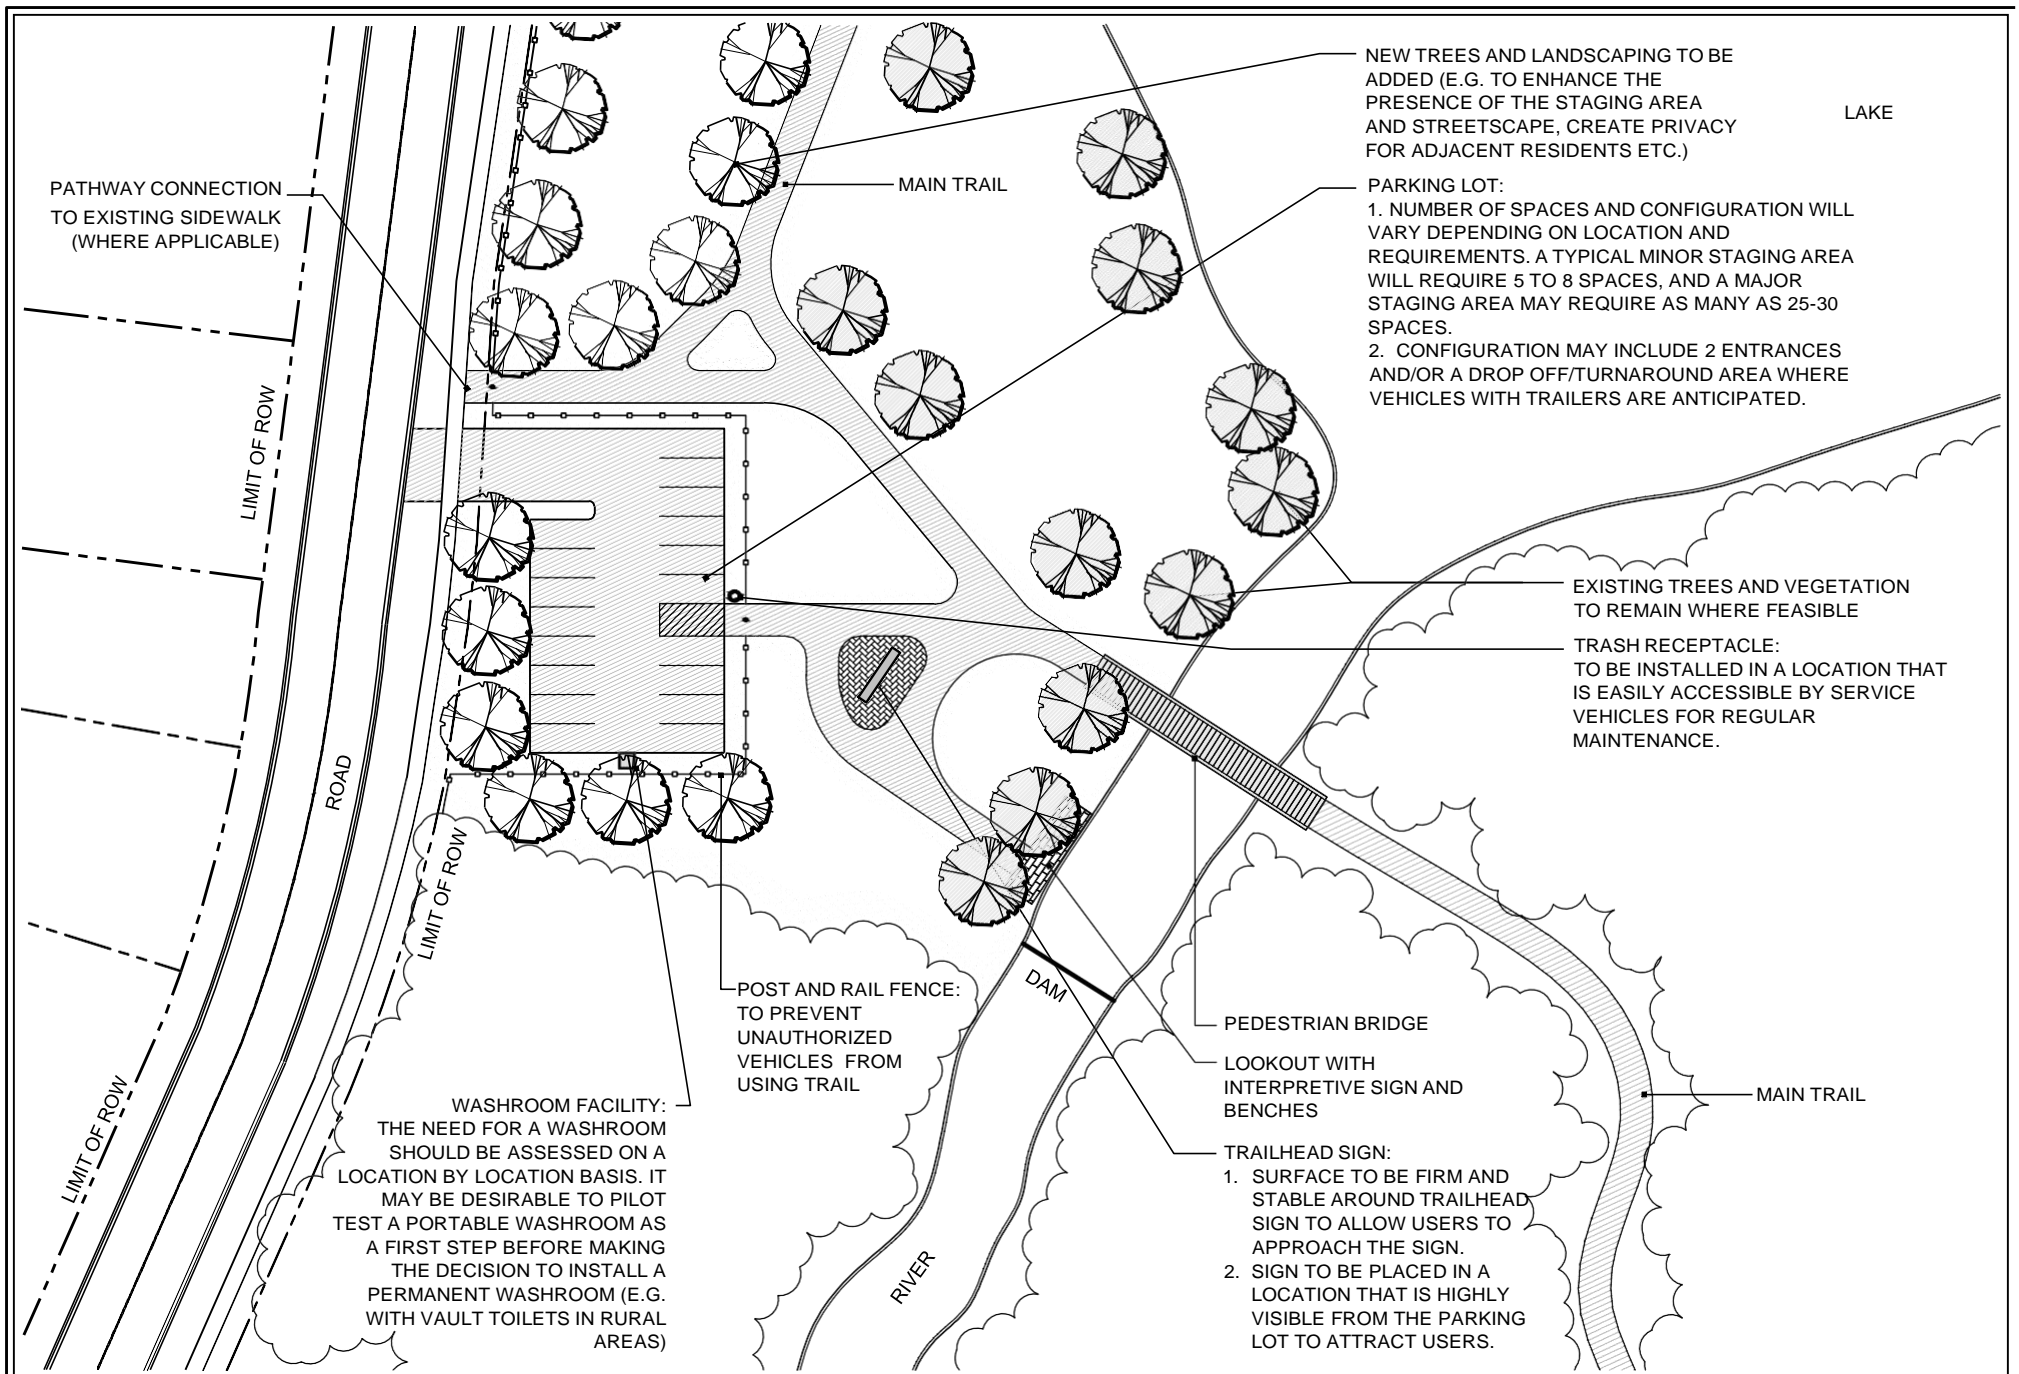 NEW TREES AND LANDSCAPING TO BE
ADDED (E.G. TO ENHANCE THE
PRESENCE OF THE STAGING AREA
AND STREETSCAPE, CREATE PRIVACY
FOR ADJACENT RESIDENTS ETC.)
LAKE
PATHWAY CONNECTION
TO EXISTING SIDEWALK
(WHERE APPLICABLE)
MAIN TRAIL
PARKING LOT:
1. NUMBER OF SPACES AND CONFIGURATION WILL
VARY DEPENDING ON LOCATION AND
REQUIREMENTS. A TYPICAL MINOR STAGING AREA
WILL REQUIRE 5 TO 8 SPACES, AND A MAJOR
STAGING AREA MAY REQUIRE AS MANY AS 25-30
SPACES.
2. CONFIGURATION MAY INCLUDE 2 ENTRANCES
AND/OR A DROP OFF/TURNAROUND AREA WHERE
VEHICLES WITH TRAILERS ARE ANTICIPATED.
LIMIT OF ROW
EXISTING TREES AND VEGETATION
TO REMAIN WHERE FEASIBLE
TRASH RECEPTACLE:
TO BE INSTALLED IN A LOCATION THAT
IS EASILY ACCESSIBLE BY SERVICE
VEHICLES FOR REGULAR
MAINTENANCE.
ROAD
LIMIT OF ROW
DAM
POST AND RAIL FENCE:
TO PREVENT
UNAUTHORIZED
VEHICLES FROM
USING TRAIL
PEDESTRIAN BRIDGE
LOOKOUT WITH
INTERPRETIVE SIGN AND
BENCHES
MAIN TRAIL
LIMIT OF ROW
WASHROOM FACILITY:
THE NEED FOR A WASHROOM
SHOULD BE ASSESSED ON A
LOCATION BY LOCATION BASIS. IT
MAY BE DESIRABLE TO PILOT
TEST A PORTABLE WASHROOM AS
A FIRST STEP BEFORE MAKING
THE DECISION TO INSTALL A
PERMANENT WASHROOM (E.G.
WITH VAULT TOILETS IN RURAL
AREAS)
RIVER
TRAILHEAD SIGN:
1. SURFACE TO BE FIRM AND
STABLE AROUND TRAILHEAD
SIGN TO ALLOW USERS TO
APPROACH THE SIGN.
2. SIGN TO BE PLACED IN A
LOCATION THAT IS HIGHLY
VISIBLE FROM THE PARKING
LOT TO ATTRACT USERS.